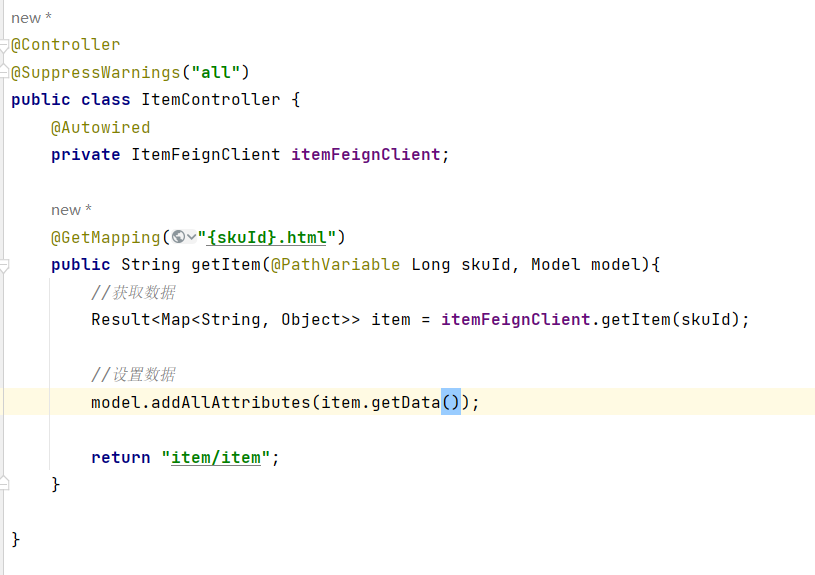 new *
@Controller
@SuppressWarnings("all")
public class ItemController {
    @Autowired
    private ItemFeignClient itemFeignClient;
    new *
    @GetMapping("{skuId}.html")
    public String getItem(@PathVariable Long skuId, Model model){
        //获取数据
        Result<Map<String, Object>> item = itemFeignClient.getItem(skuId);
        //设置数据
        model.addAllAttributes(item.getData());
        return "item/item";
    }
}